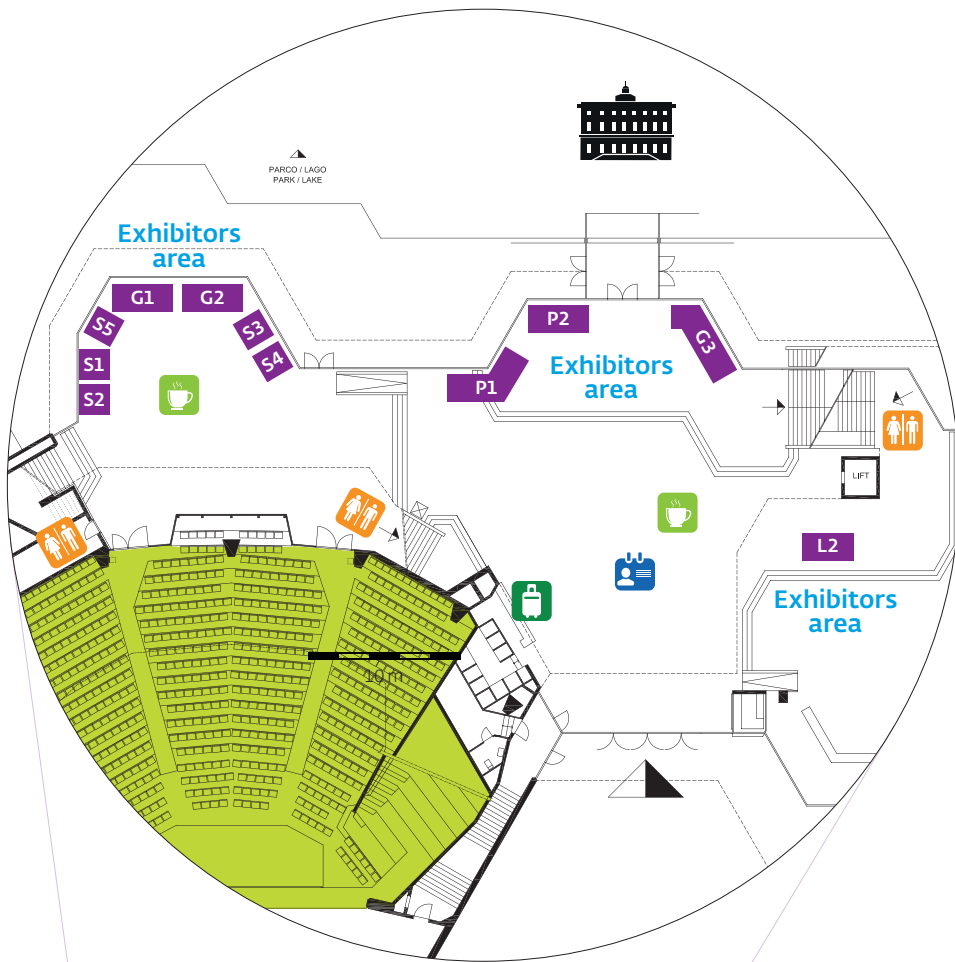 PARCO / LAGO
PARK / LAKE
Exhibitors
area
G1
G2
S5
S3
S4
S1
S2
P2
G3
P1
Exhibitors
area
LIFT
L2
Exhibitors
area
10 m